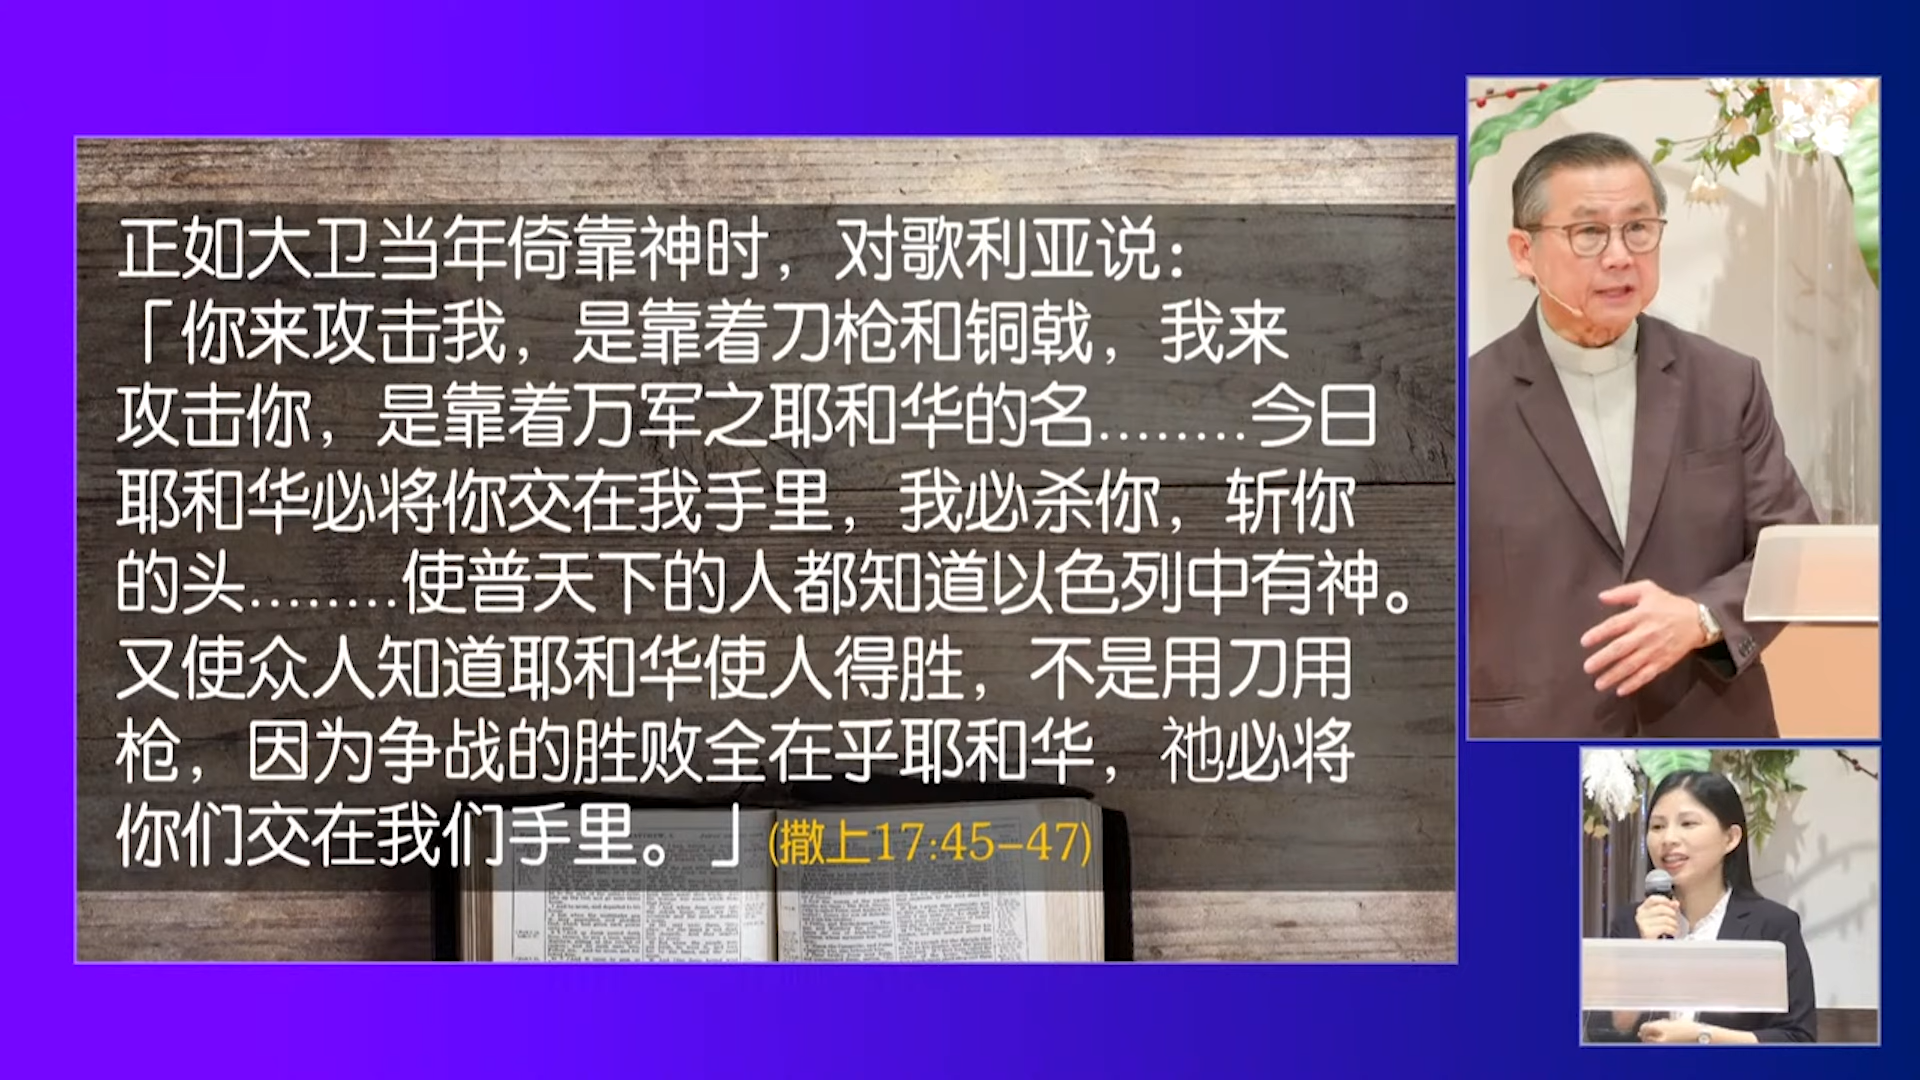 正如大卫当年倚靠神时，对歌利亚说：
「你来攻击我，是靠着刀枪和铜戟，我来
攻击你，是靠着万军之耶和华的名........今日
耶和华必将你交在我手里，我必杀你，斩你
的头........使普天下的人都知道以色列中有神。
又使众人知道耶和华使人得胜，不是用刀用
枪，因为争战的胜败全在乎耶和华，祂必将
你们交在我们手里。」(撒上17:45–47)